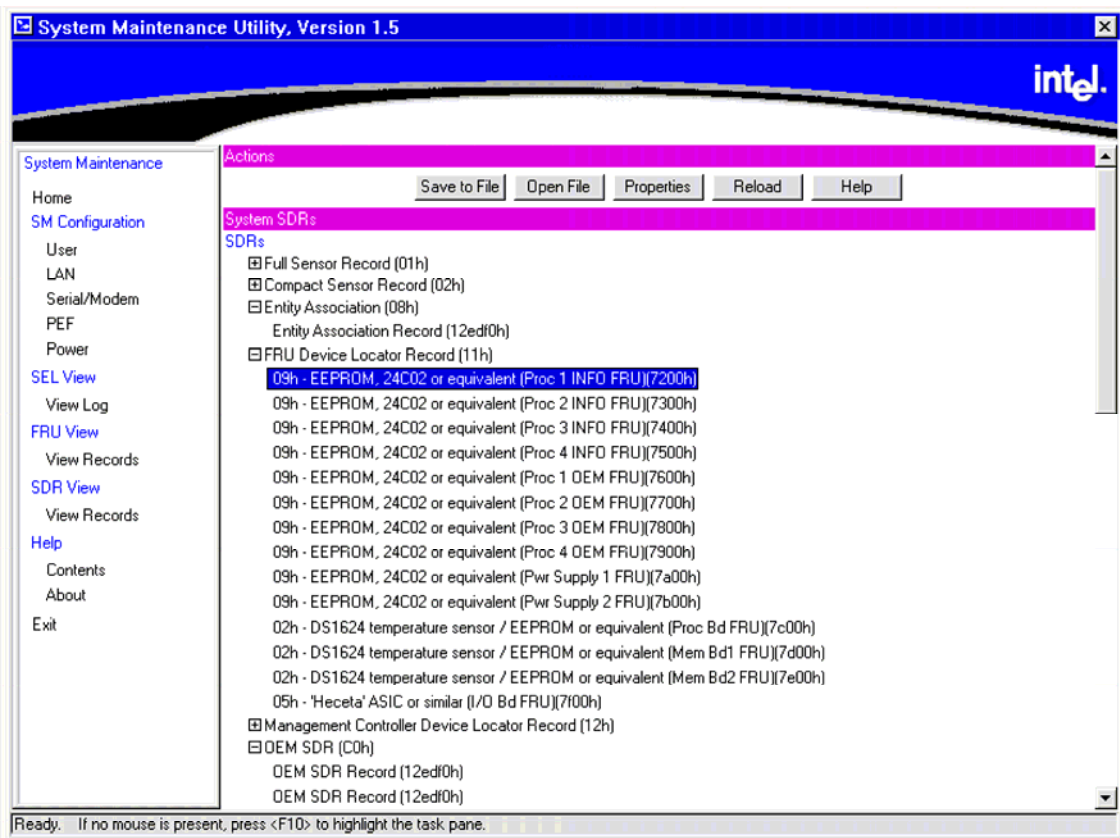 System Maintenance Utility, Version 1.5
intel.
System Maintenance
Home
SM Configuration
User
LAN
Serial/Modem
PEF
Power
SEL View
View Log
FRU View
View Records
SDR View
View Records
Help
Contents
About
Exit
Actions
Save to File Open File Properties Reload Help
System SDRs
SDRs
Full Sensor Record (01h)
Compact Sensor Record (02h)
Entity Association (08h)
Entity Association Record (12edf0h)
FRU Device Locator Record (11h)
09h - EEPROM, 24C02 or equivalent (Proc 1 INFO FRU)(7200h)
09h - EEPROM, 24C02 or equivalent (Proc 2 INFO FRU)(7300h)
09h - EEPROM, 24C02 or equivalent (Proc 3 INFO FRU)(7400h)
09h - EEPROM, 24C02 or equivalent (Proc 4 INFO FRU)(7500h)
09h - EEPROM, 24C02 or equivalent (Proc 1 OEM FRU)(7600h)
09h - EEPROM, 24C02 or equivalent (Proc 2 OEM FRU)(7700h)
09h - EEPROM, 24C02 or equivalent (Proc 3 OEM FRU)(7800h)
09h - EEPROM, 24C02 or equivalent (Proc 4 OEM FRU)(7900h)
09h - EEPROM, 24C02 or equivalent (Pwr Supply 1 FRU)(7a00h)
09h - EEPROM, 24C02 or equivalent (Pwr Supply 2 FRU)(7b00h)
02h - DS1624 temperature sensor / EEPROM or equivalent (Proc Bd FRU)(7c00h)
02h - DS1624 temperature sensor / EEPROM or equivalent (Mem Bd1 FRU)(7d00h)
02h - DS1624 temperature sensor / EEPROM or equivalent (Mem Bd2 FRU)(7e00h)
05h - 'Heceta' ASIC or similar (I/O Bd FRU)(7f00h)
Management Controller Device Locator Record (12h)
OEM SDR (C0h)
OEM SDR Record (12edf0h)
OEM SDR Record (12edf0h)
Ready. If no mouse is present, press <F10> to highlight the task pane.